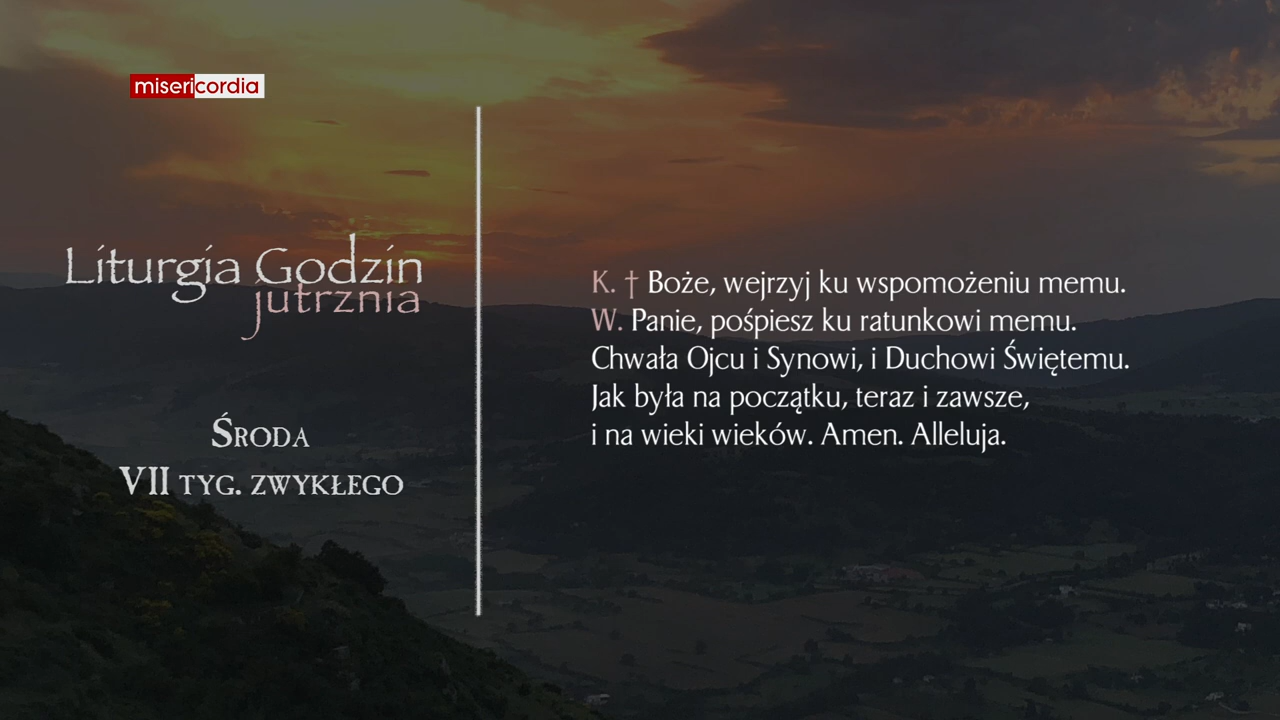 misericordia
Liturgia Godzin
jutrznia
Środa
VII tyg. zwykłego
K. † Boże, wejrzyj ku wspomożeniu memu.
W. Panie, pośpiesz ku ratunkowi memu.
Chwała Ojcu i Synowi, i Duchowi Świętemu.
Jak była na początku, teraz i zawsze,
i na wieki wieków. Amen. Alleluja.